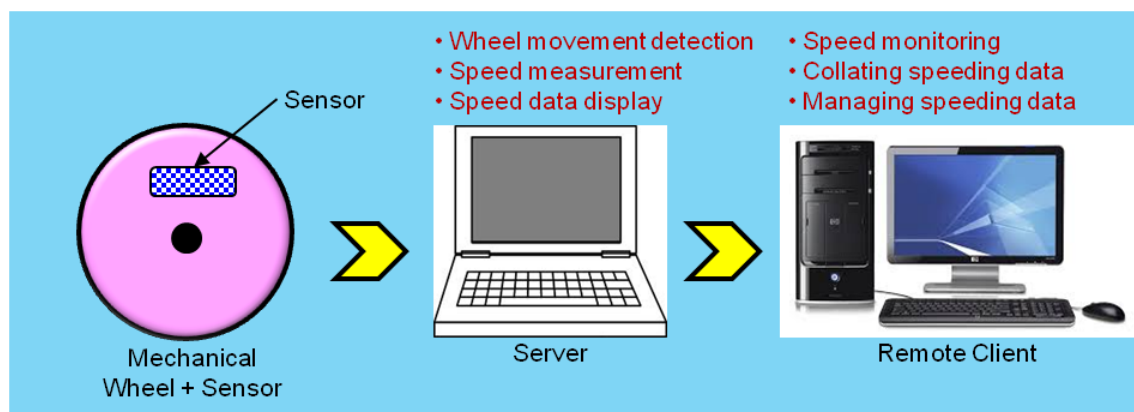 • Wheel movement detection
• Speed measurement
• Speed data display
• Speed monitoring
• Collating speeding data
• Managing speeding data
Sensor
Mechanical
Wheel + Sensor
Server
Remote Client